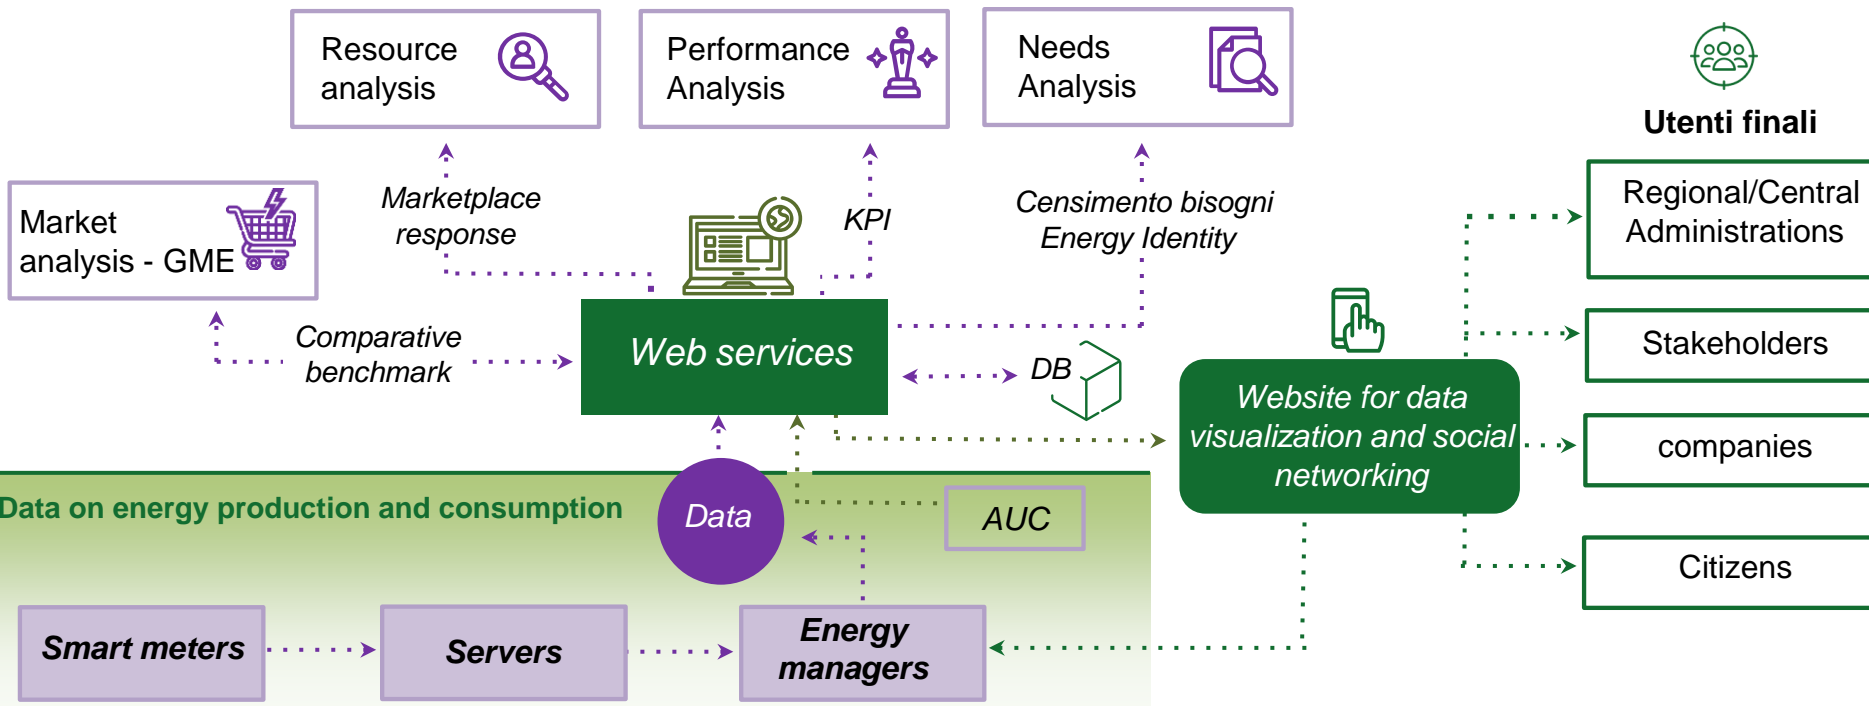 Resource
analysis
Performance
Analysis
Needs
Analysis
Utenti finali
Market
analysis - GME
Marketplace
response
KPI
Censimento bisogni
Energy Identity
Regional/Central
Administrations
Comparative
benchmark
Web services
DB
Stakeholders
Website for data
visualization and social
networking
companies
Data on energy production and consumption
Data
AUC
Citizens
Smart meters
Servers
Energy
managers